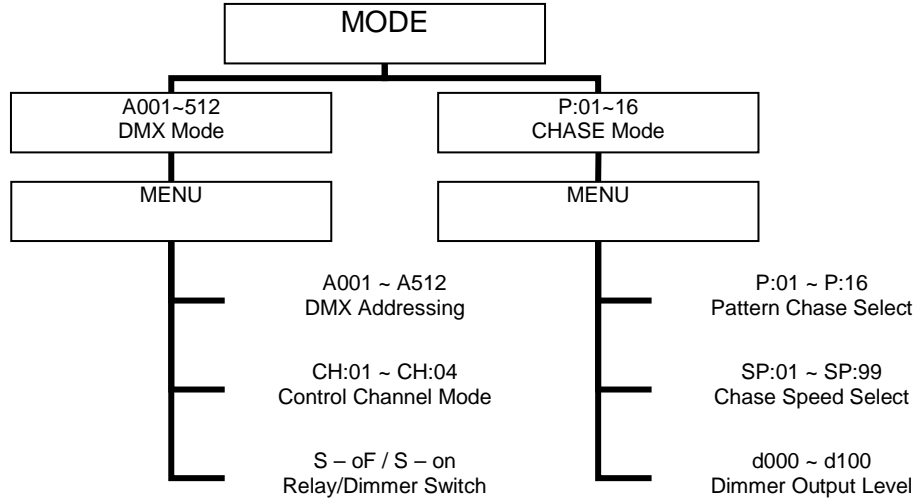 MODE
A001~512
DMX Mode
P:01~16
CHASE Mode
MENU
MENU
A001 ~ A512
DMX Addressing
P:01 ~ P:16
Pattern Chase Select
CH:01 ~ CH:04
Control Channel Mode
SP:01 ~ SP:99
Chase Speed Select
S – oF / S – on
Relay/Dimmer Switch
d000 ~ d100
Dimmer Output Level